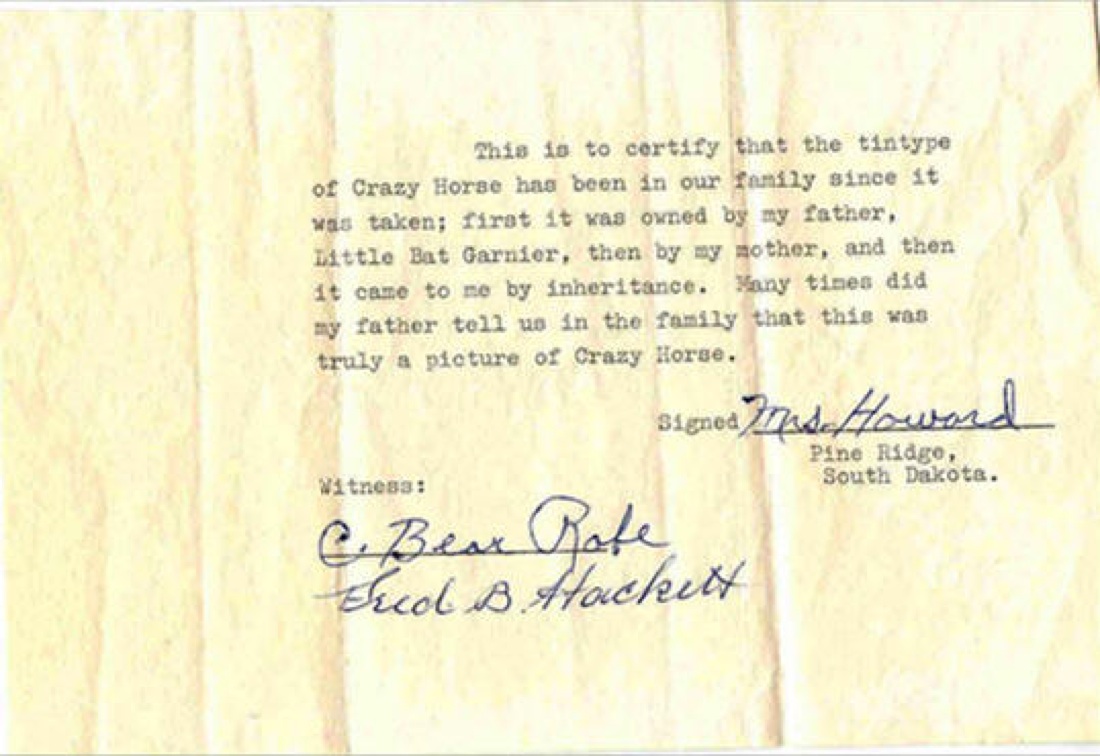 This is to certify that the tintype
of Crazy Horse has been in our family since it
was taken; first it was owned by my father,
Little Bat Garnier, then by my mother, and then
it came to me by inheritance. Many times did
my father tell us in the family that this was
truly a picture of Crazy Horse.
Signed Mrs. Howard
Pine Ridge,
South Dakota.
Witness:
C. Bear Robe
Fred B. Hackett